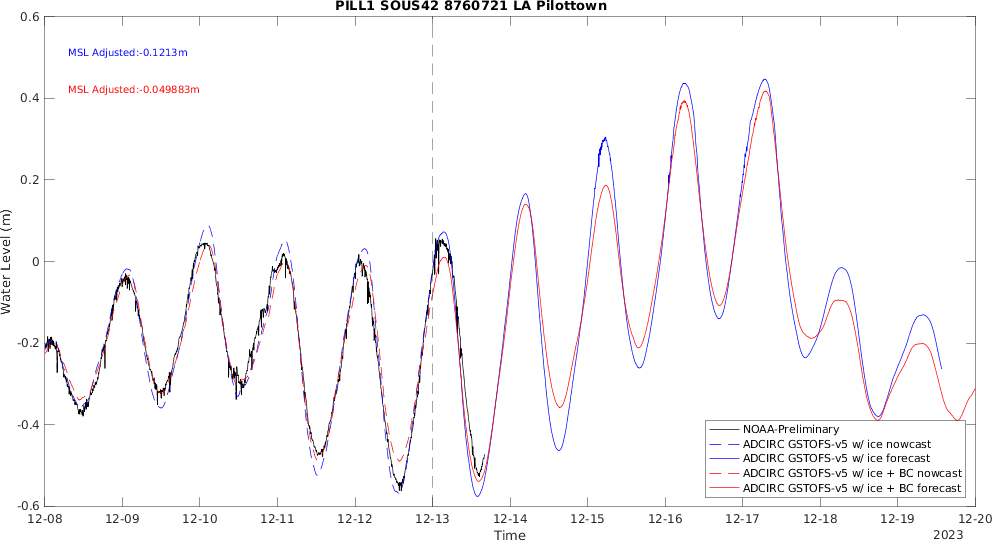 PILL1 SOUS42 8760721 LA Pilottown
MSL Adjusted:-0.1213m
MSL Adjusted:-0.049883m
Water Level (m)
0.6
0.4
0.2
0
-0.2
-0.4
-0.6
NOAA-Preliminary
ADCIRC GSTOFS-v5 w/ ice nowcast
ADCIRC GSTOFS-v5 w/ ice forecast
ADCIRC GSTOFS-v5 w/ ice + BC nowcast
ADCIRC GSTOFS-v5 w/ ice + BC forecast
12-08 12-09 12-10 12-11 12-12 12-13 12-14 12-15 12-16 12-17 12-18 12-19 12-20
Time
2023